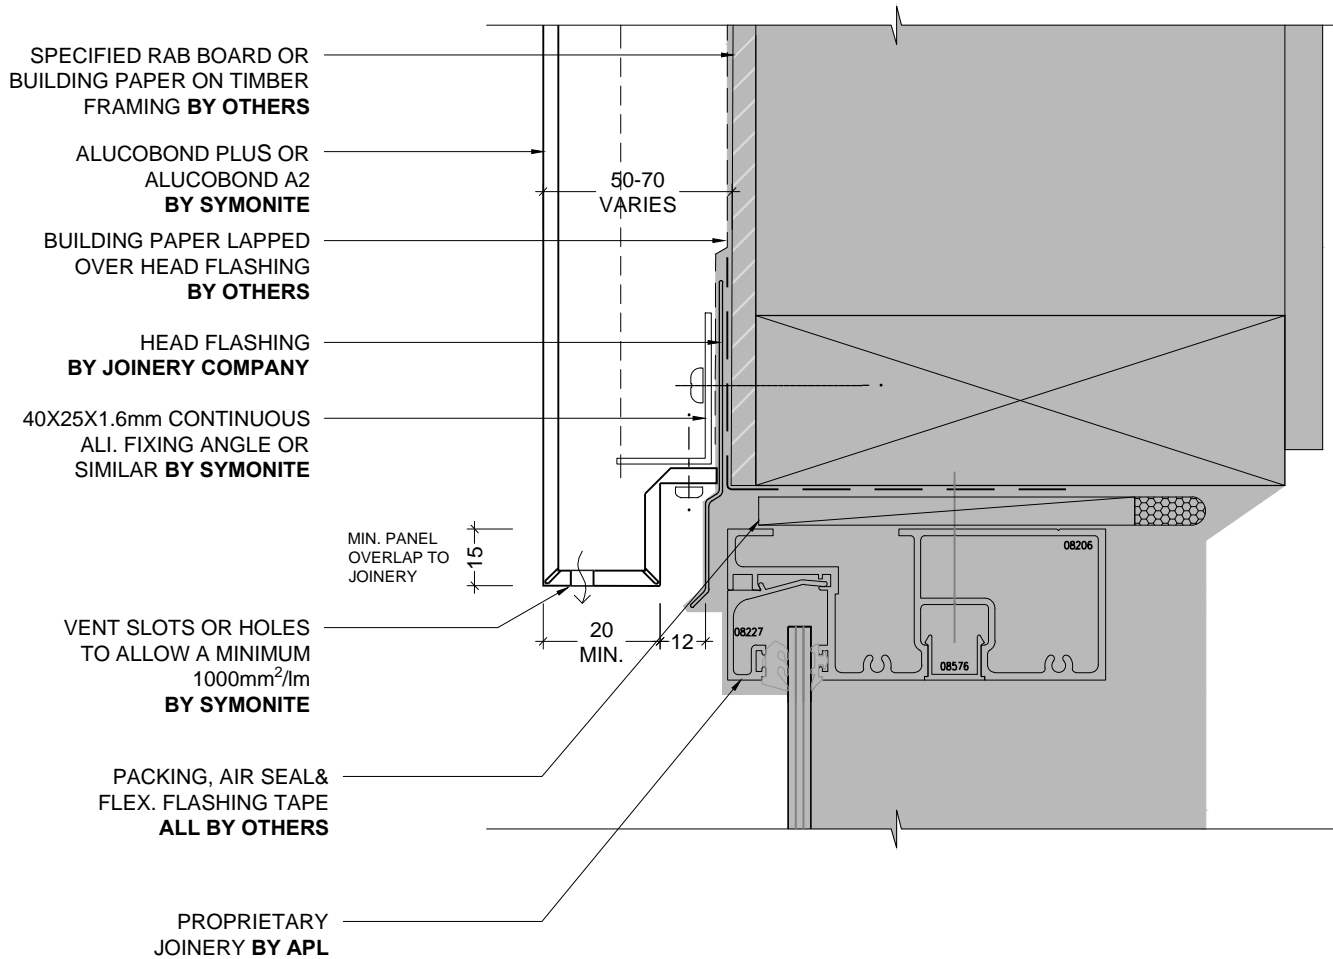 SPECIFIED RAB BOARD OR
BUILDING PAPER ON TIMBER
FRAMING BY OTHERS
ALUCOBOND PLUS OR
ALUCOBOND A2
BY SYMONITE
50-70
VARIES
BUILDING PAPER LAPPED
OVER HEAD FLASHING
BY OTHERS
HEAD FLASHING
BY JOINERY COMPANY
40X25X1.6mm CONTINUOUS
ALI. FIXING ANGLE OR
SIMILAR BY SYMONITE
MIN. PANEL
OVERLAP TO
JOINERY
15
08206
VENT SLOTS OR HOLES
TO ALLOW A MINIMUM
1000mm²/lm
BY SYMONITE
20
MIN.
12
08227
08576
PACKING, AIR SEAL&
FLEX. FLASHING TAPE
ALL BY OTHERS
PROPRIETARY
JOINERY BY APL